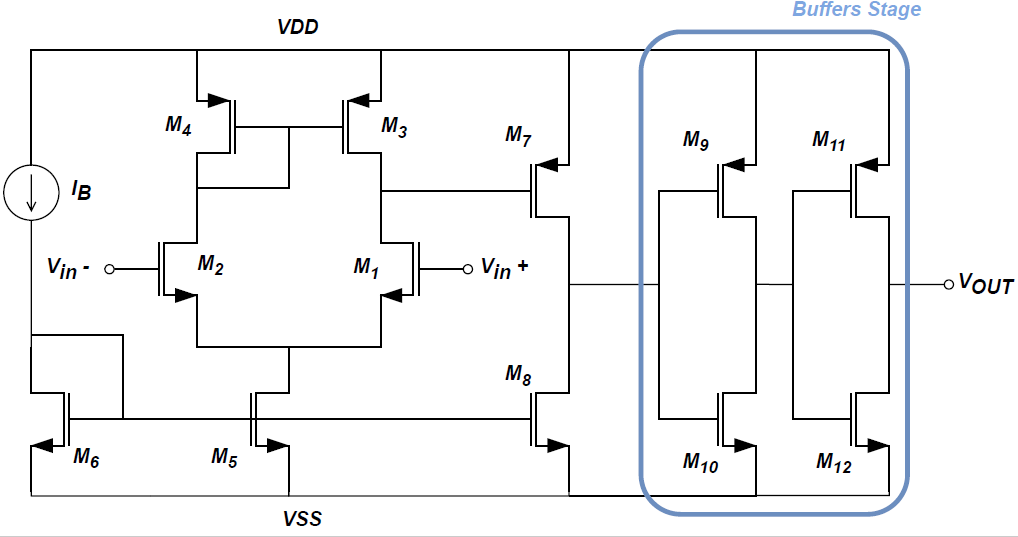 Buffers Stage
VDD
M4
M3
M7
M9
M11
IB
Vin -
M2
M1
Vin +
VOUT
M8
M6
M5
M10
M12
VSS